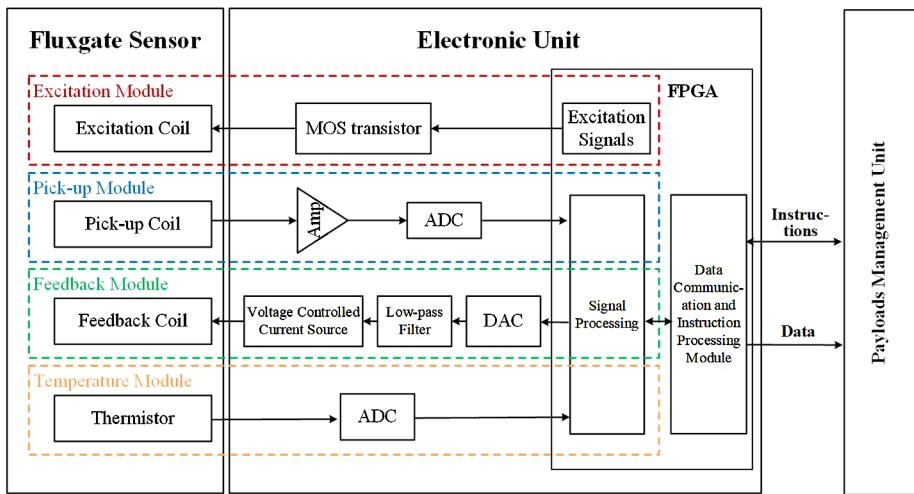 Fluxgate Sensor
Electronic Unit
Excitation Module
FPGA
Excitation Coil
MOS transistor
Excitation
Signals
Pick-up Module
Pick-up Coil
Amp
ADC
Instruc-
tions
Feedback Module
Feedback Coil
Voltage Controlled
Current Source
Low-pass
Filter
DAC
Signal
Processing
Data
Communic-
ation and
Instruction
Processing
Module
Data
Temperature Module
Thermistor
ADC
Payloads Management Unit